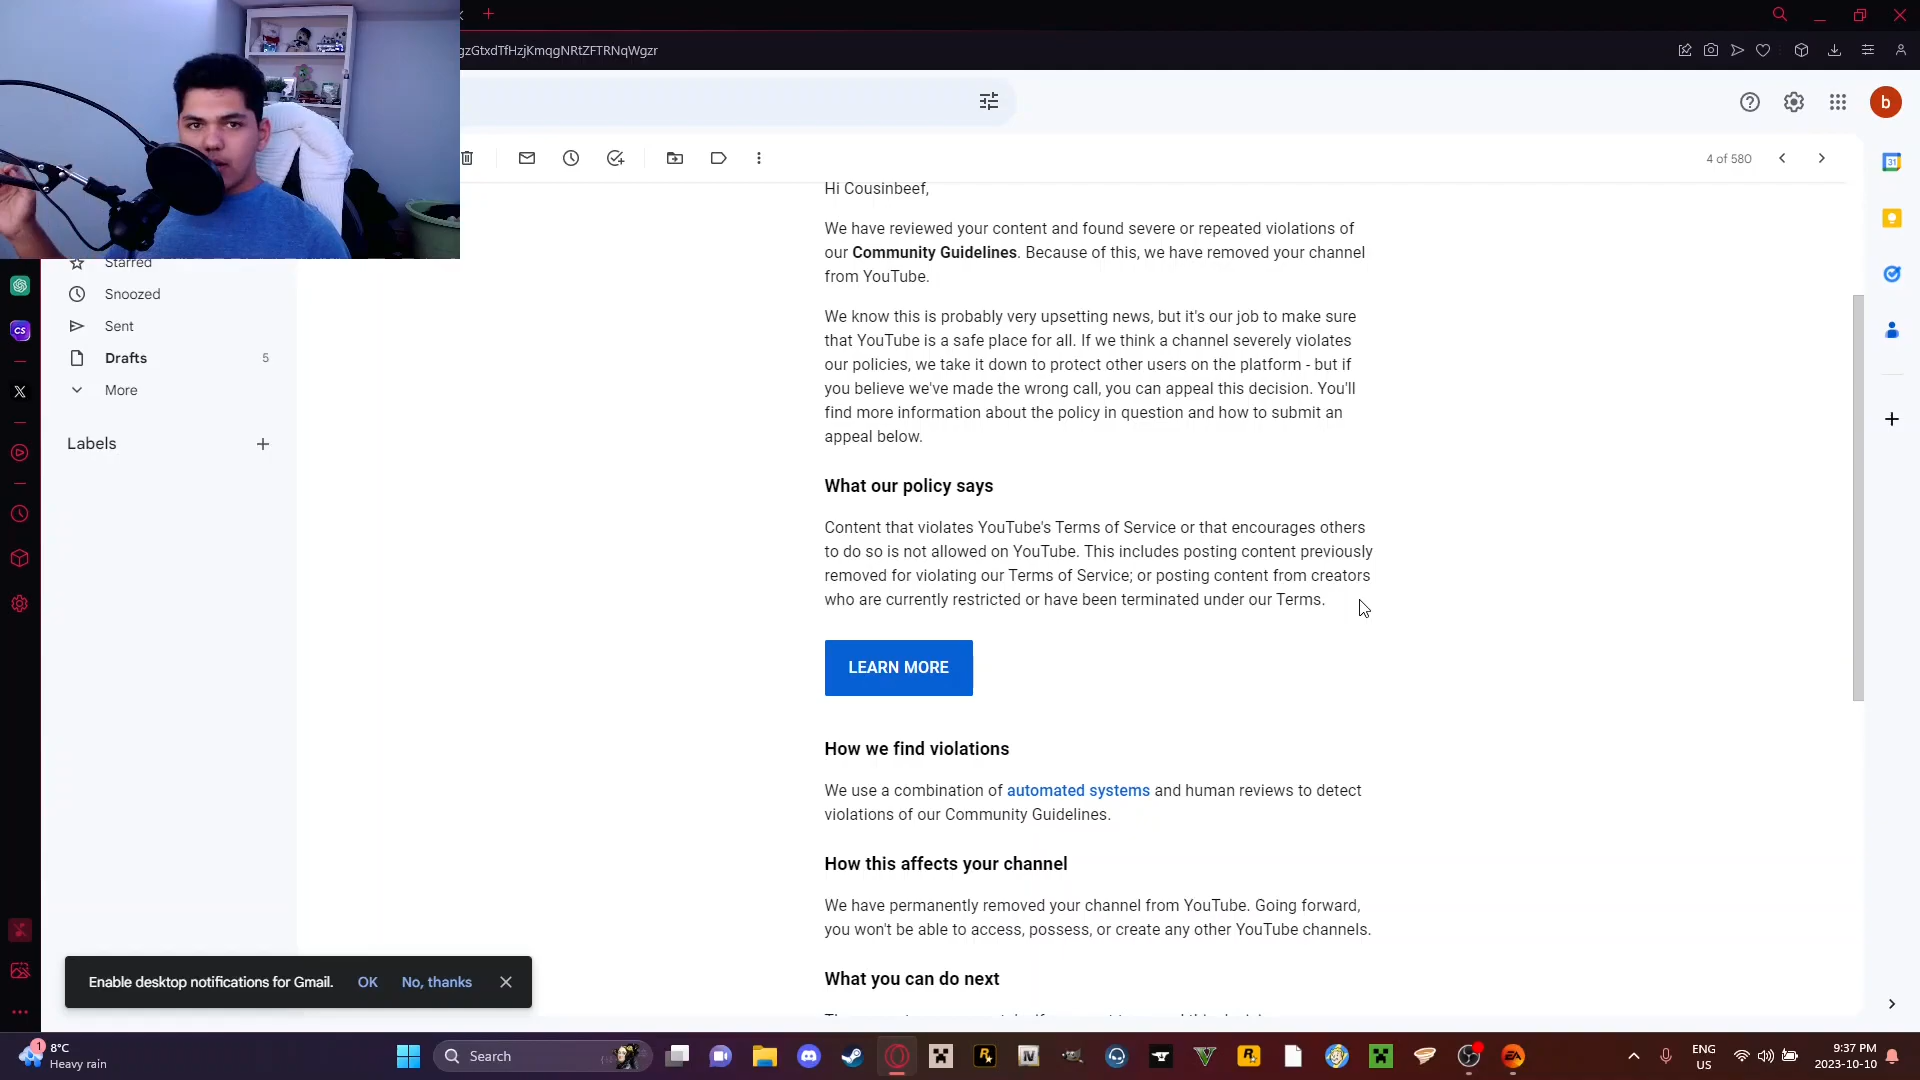 gzGtxdTfHzjKmqgNRtZFTRNqWgzr
b
4 of 580
31
Hi Cousinbeef,
We have reviewed your content and found severe or repeated violations of
our Community Guidelines. Because of this, we have removed your channel
from YouTube.
Starred
Snoozed
Sent
Drafts 5
More
Labels
CS
We know this is probably very upsetting news, but it's our job to make sure
that YouTube is a safe place for all. If we think a channel severely violates
our policies, we take it down to protect other users on the platform - but if
you believe we've made the wrong call, you can appeal this decision. You'll
find more information about the policy in question and how to submit an
appeal below.
What our policy says
Content that violates YouTube's Terms of Service or that encourages others
to do so is not allowed on YouTube. This includes posting content previously
removed for violating our Terms of Service; or posting content from creators
who are currently restricted or have been terminated under our Terms.
LEARN MORE
How we find violations
We use a combination of automated systems and human reviews to detect
violations of our Community Guidelines.
How this affects your channel
We have permanently removed your channel from YouTube. Going forward,
you won't be able to access, possess, or create any other YouTube channels.
What you can do next
Enable desktop notifications for Gmail. OK No, thanks
1
8°C
Heavy rain
Search
R
IV
V
R
EA
ENG
US
9:37 PM
2023-10-10